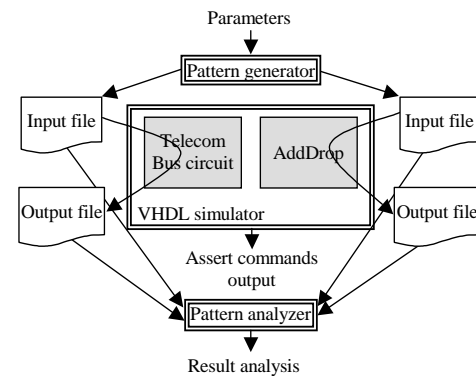 Parameters
Pattern generator
Input file
Telecom
Bus circuit
AddDrop
Input file
Output file
VHDL simulator
Output file
Assert commands
output
Pattern analyzer
Result analysis